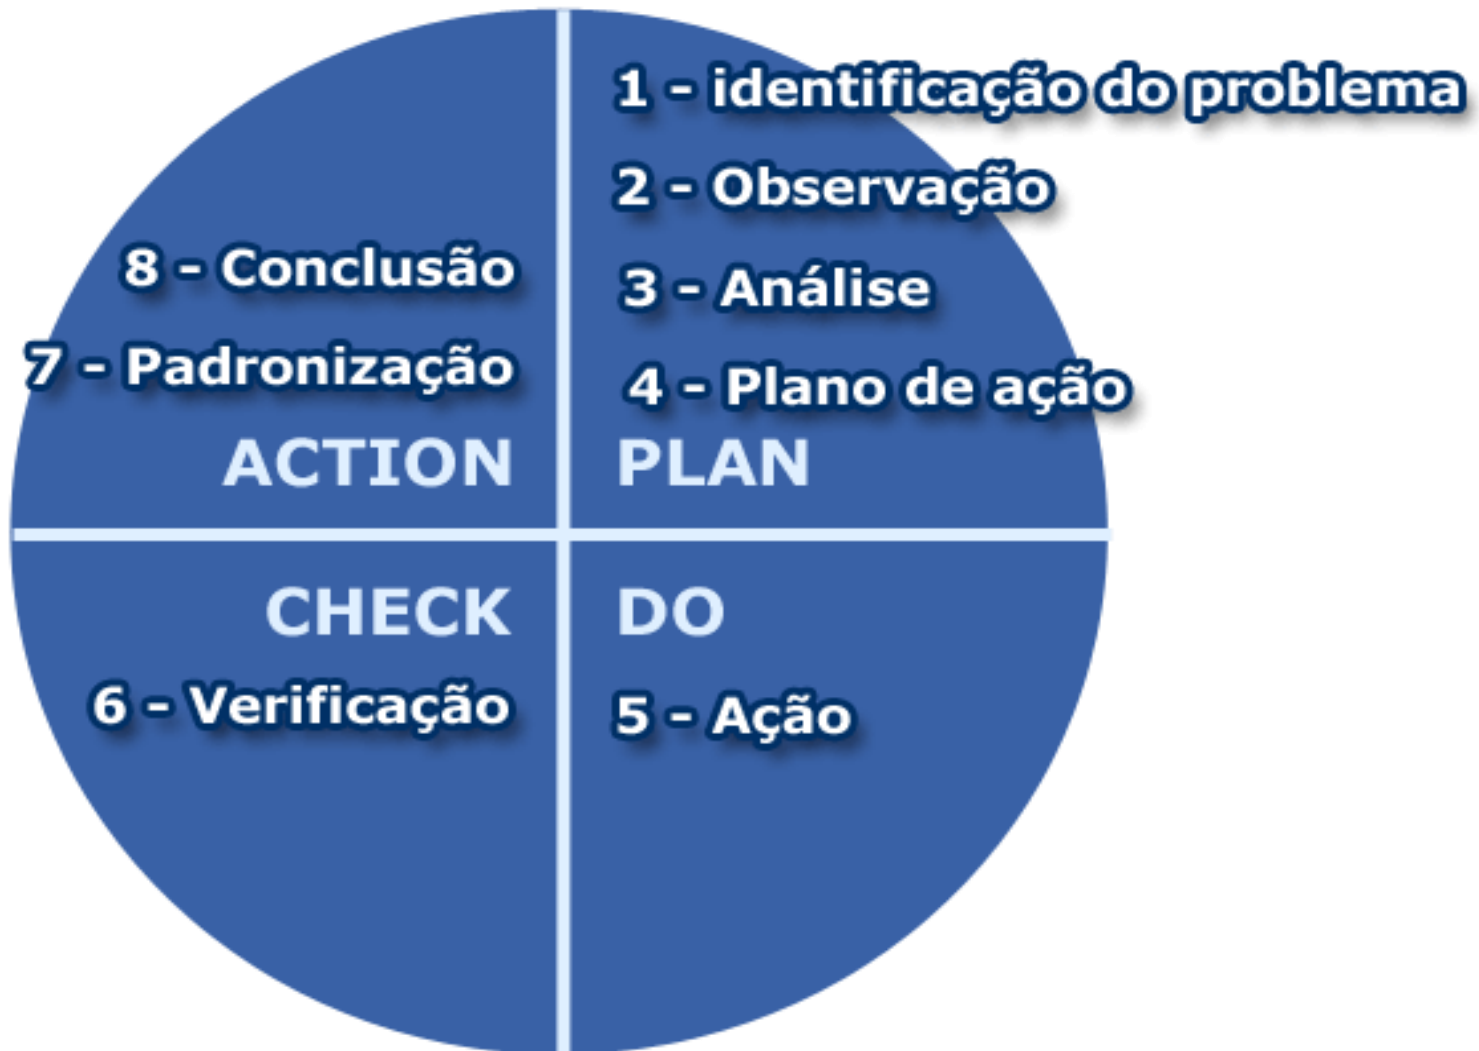 1 - identificação do problema
2 - Observação
3 - Análise
4 - Plano de ação
PLAN
DO
5 - Ação
CHECK
6 - Verificação
8 - Conclusão
7 - Padronização
ACTION